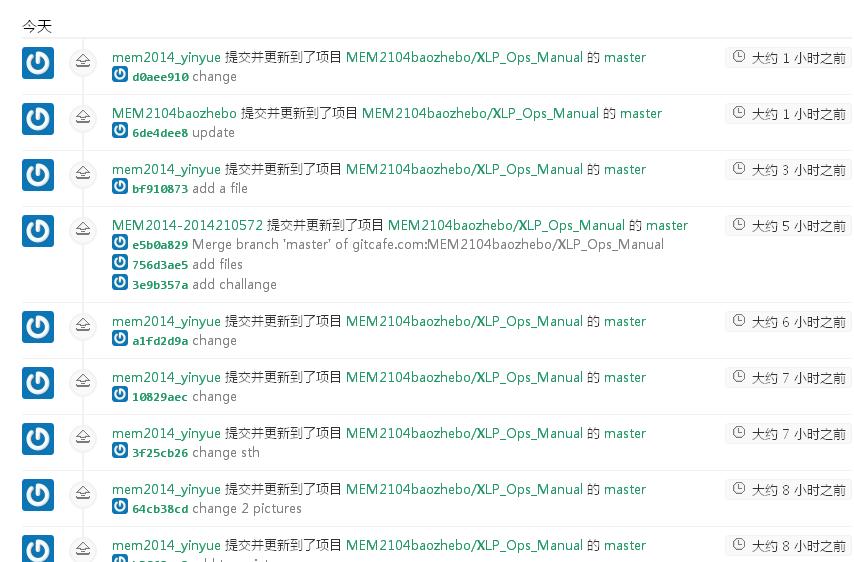 今天
mem2014_yinyue 提交并更新到了项目 MEM2104baozhebo/XLP_Ops_Manual 的 master 大约 1 小时之前
d0aee910 change
MEM2104baozhebo 提交并更新到了项目 MEM2104baozhebo/XLP_Ops_Manual 的 master 大约 1 小时之前
6de4dee8 update
mem2014_yinyue 提交并更新到了项目 MEM2104baozhebo/XLP_Ops_Manual 的 master 大约 3 小时之前
bf910873 add a file
MEM2014-2014210572 提交并更新到了项目 MEM2104baozhebo/XLP_Ops_Manual 的 master 大约 5 小时之前
e5b0a829 Merge branch 'master' of gitcafe.com:MEM2104baozhebo/XLP_Ops_Manual
756d3ae5 add files
3e9b357a add challange
mem2014_yinyue 提交并更新到了项目 MEM2104baozhebo/XLP_Ops_Manual 的 master 大约 6 小时之前
a1fd2d9a change
mem2014_yinyue 提交并更新到了项目 MEM2104baozhebo/XLP_Ops_Manual 的 master 大约 7 小时之前
10829aec change
mem2014_yinyue 提交并更新到了项目 MEM2104baozhebo/XLP_Ops_Manual 的 master 大约 7 小时之前
3f25cb26 change sth
mem2014_yinyue 提交并更新到了项目 MEM2104baozhebo/XLP_Ops_Manual 的 master 大约 8 小时之前
64cb38cd change 2 pictures
mem2014_yinyue 提交并更新到了项目 MEM2104baozhebo/XLP_Ops_Manual 的 master 大约 8 小时之前